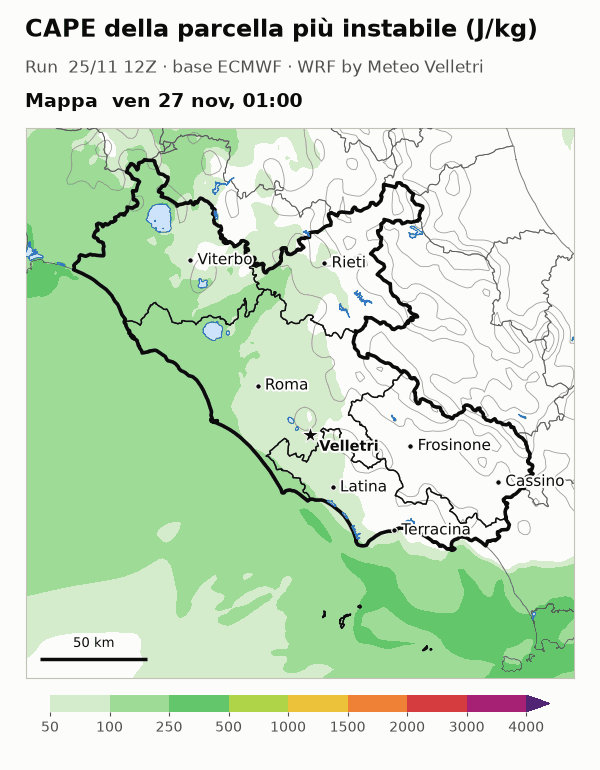 CAPE della parcella più instabile (J/kg)
Run  25/11 12Z · base ECMWF · WRF by Meteo Velletri
Mappa  ven 27 nov, 01:00
Viterbo
Rieti
Roma
Velletri
Frosinone
Latina
Cassino
Terracina
50 km
50 100 250 500 1000 1500 2000 3000 4000